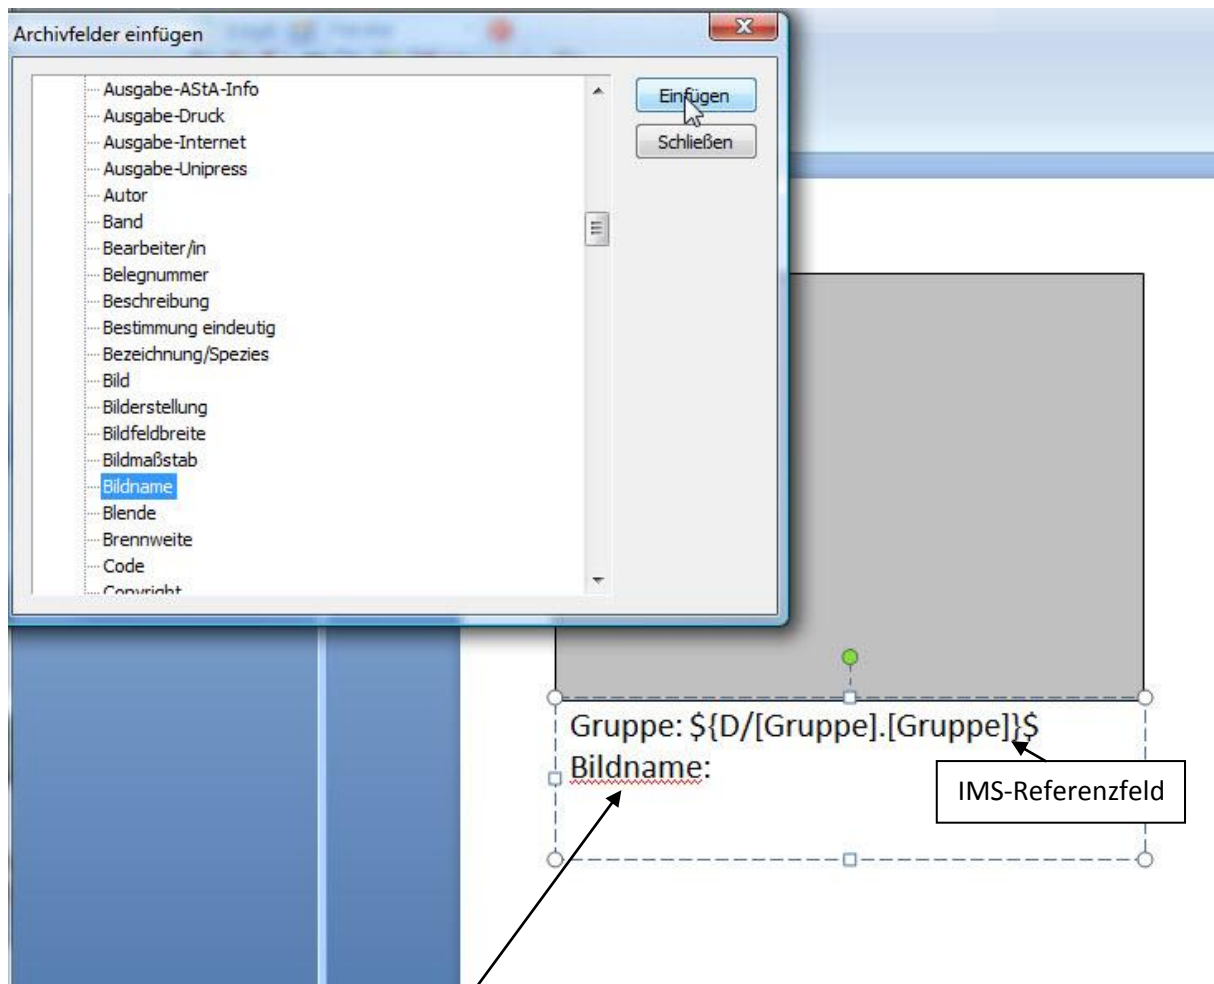 Archivfelder einfügen
Ausgabe-AStA-Info
Ausgabe-Druck
Ausgabe-Internet
Ausgabe-Unipress
Autor
Band
Bearbeiter/in
Belegnummer
Beschreibung
Bestimmung eindeutig
Bezeichnung/Spezies
Bild
Bilderstellung
Bildfeldbreite
Bildmaßstab
Bildname
Blende
Brennweite
Code
Copyright
Einfügen
Schließen
Gruppe: ${D/[Gruppe].[Gruppe]}$
Bildname:
IMS-Referenzfeld